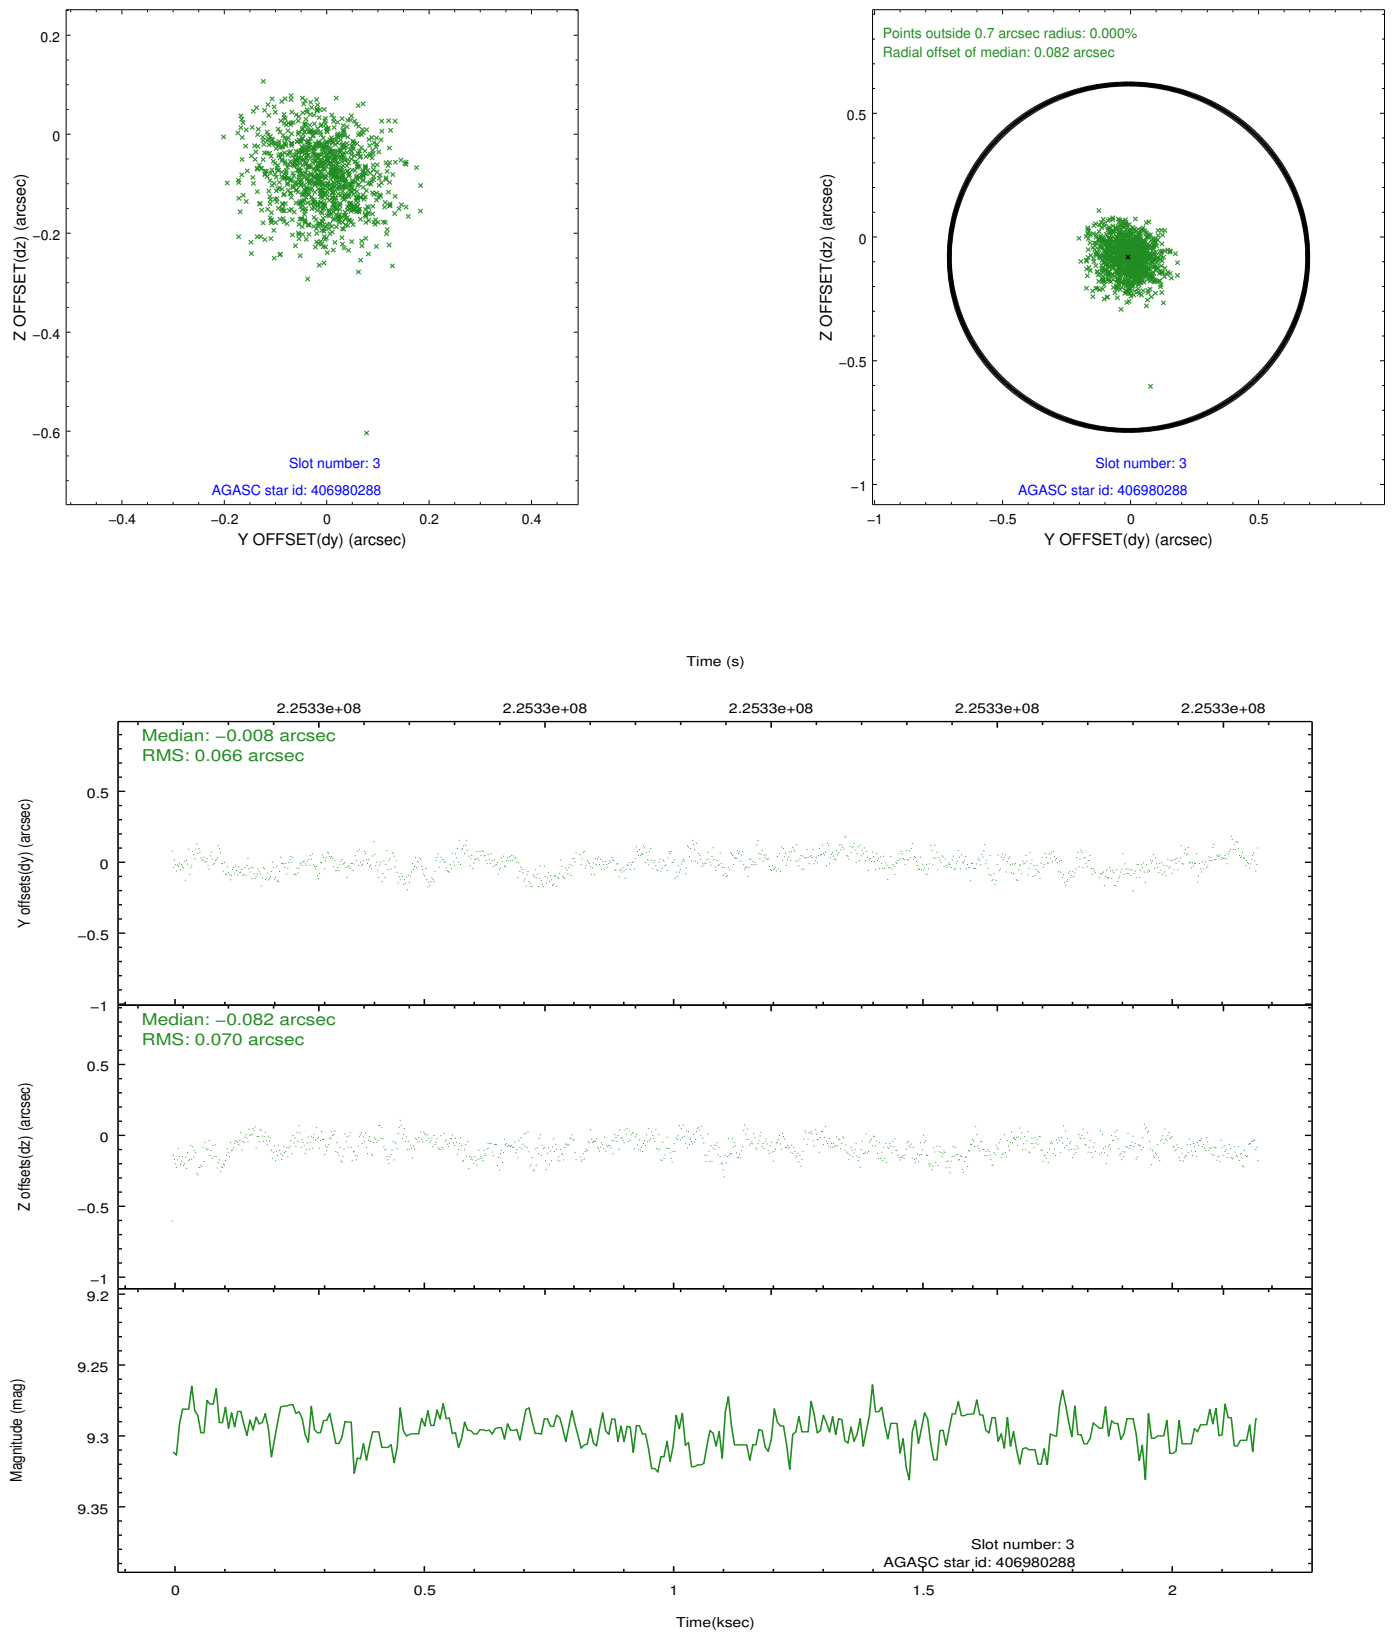 0.2
0
−0.2
−0.4
−0.6
Z OFFSET(dz) (arcsec)
Slot number: 3
AGASC star id: 406980288
−0.4
−0.2
0
0.2
0.4
Y OFFSET(dy) (arcsec)
Points outside 0.7 arcsec radius: 0.000%
Radial offset of median: 0.082 arcsec
0.5
0
−0.5
−1
Z OFFSET(dz) (arcsec)
Slot number: 3
AGASC star id: 406980288
−1
−0.5
0
0.5
Y OFFSET(dy) (arcsec)
Time (s)
2.2533e+08
2.2533e+08
2.2533e+08
2.2533e+08
2.2533e+08
Median: −0.008 arcsec
RMS: 0.066 arcsec
0.5
0
−0.5
−1
Y offsets(dy) (arcsec)
Median: −0.082 arcsec
RMS: 0.070 arcsec
0.5
0
−0.5
−1
Z offsets(dz) (arcsec)
9.2
9.25
9.3
9.35
Magnitude (mag)
Slot number: 3
AGASC star id: 406980288
0
0.5
1
1.5
2
Time(ksec)